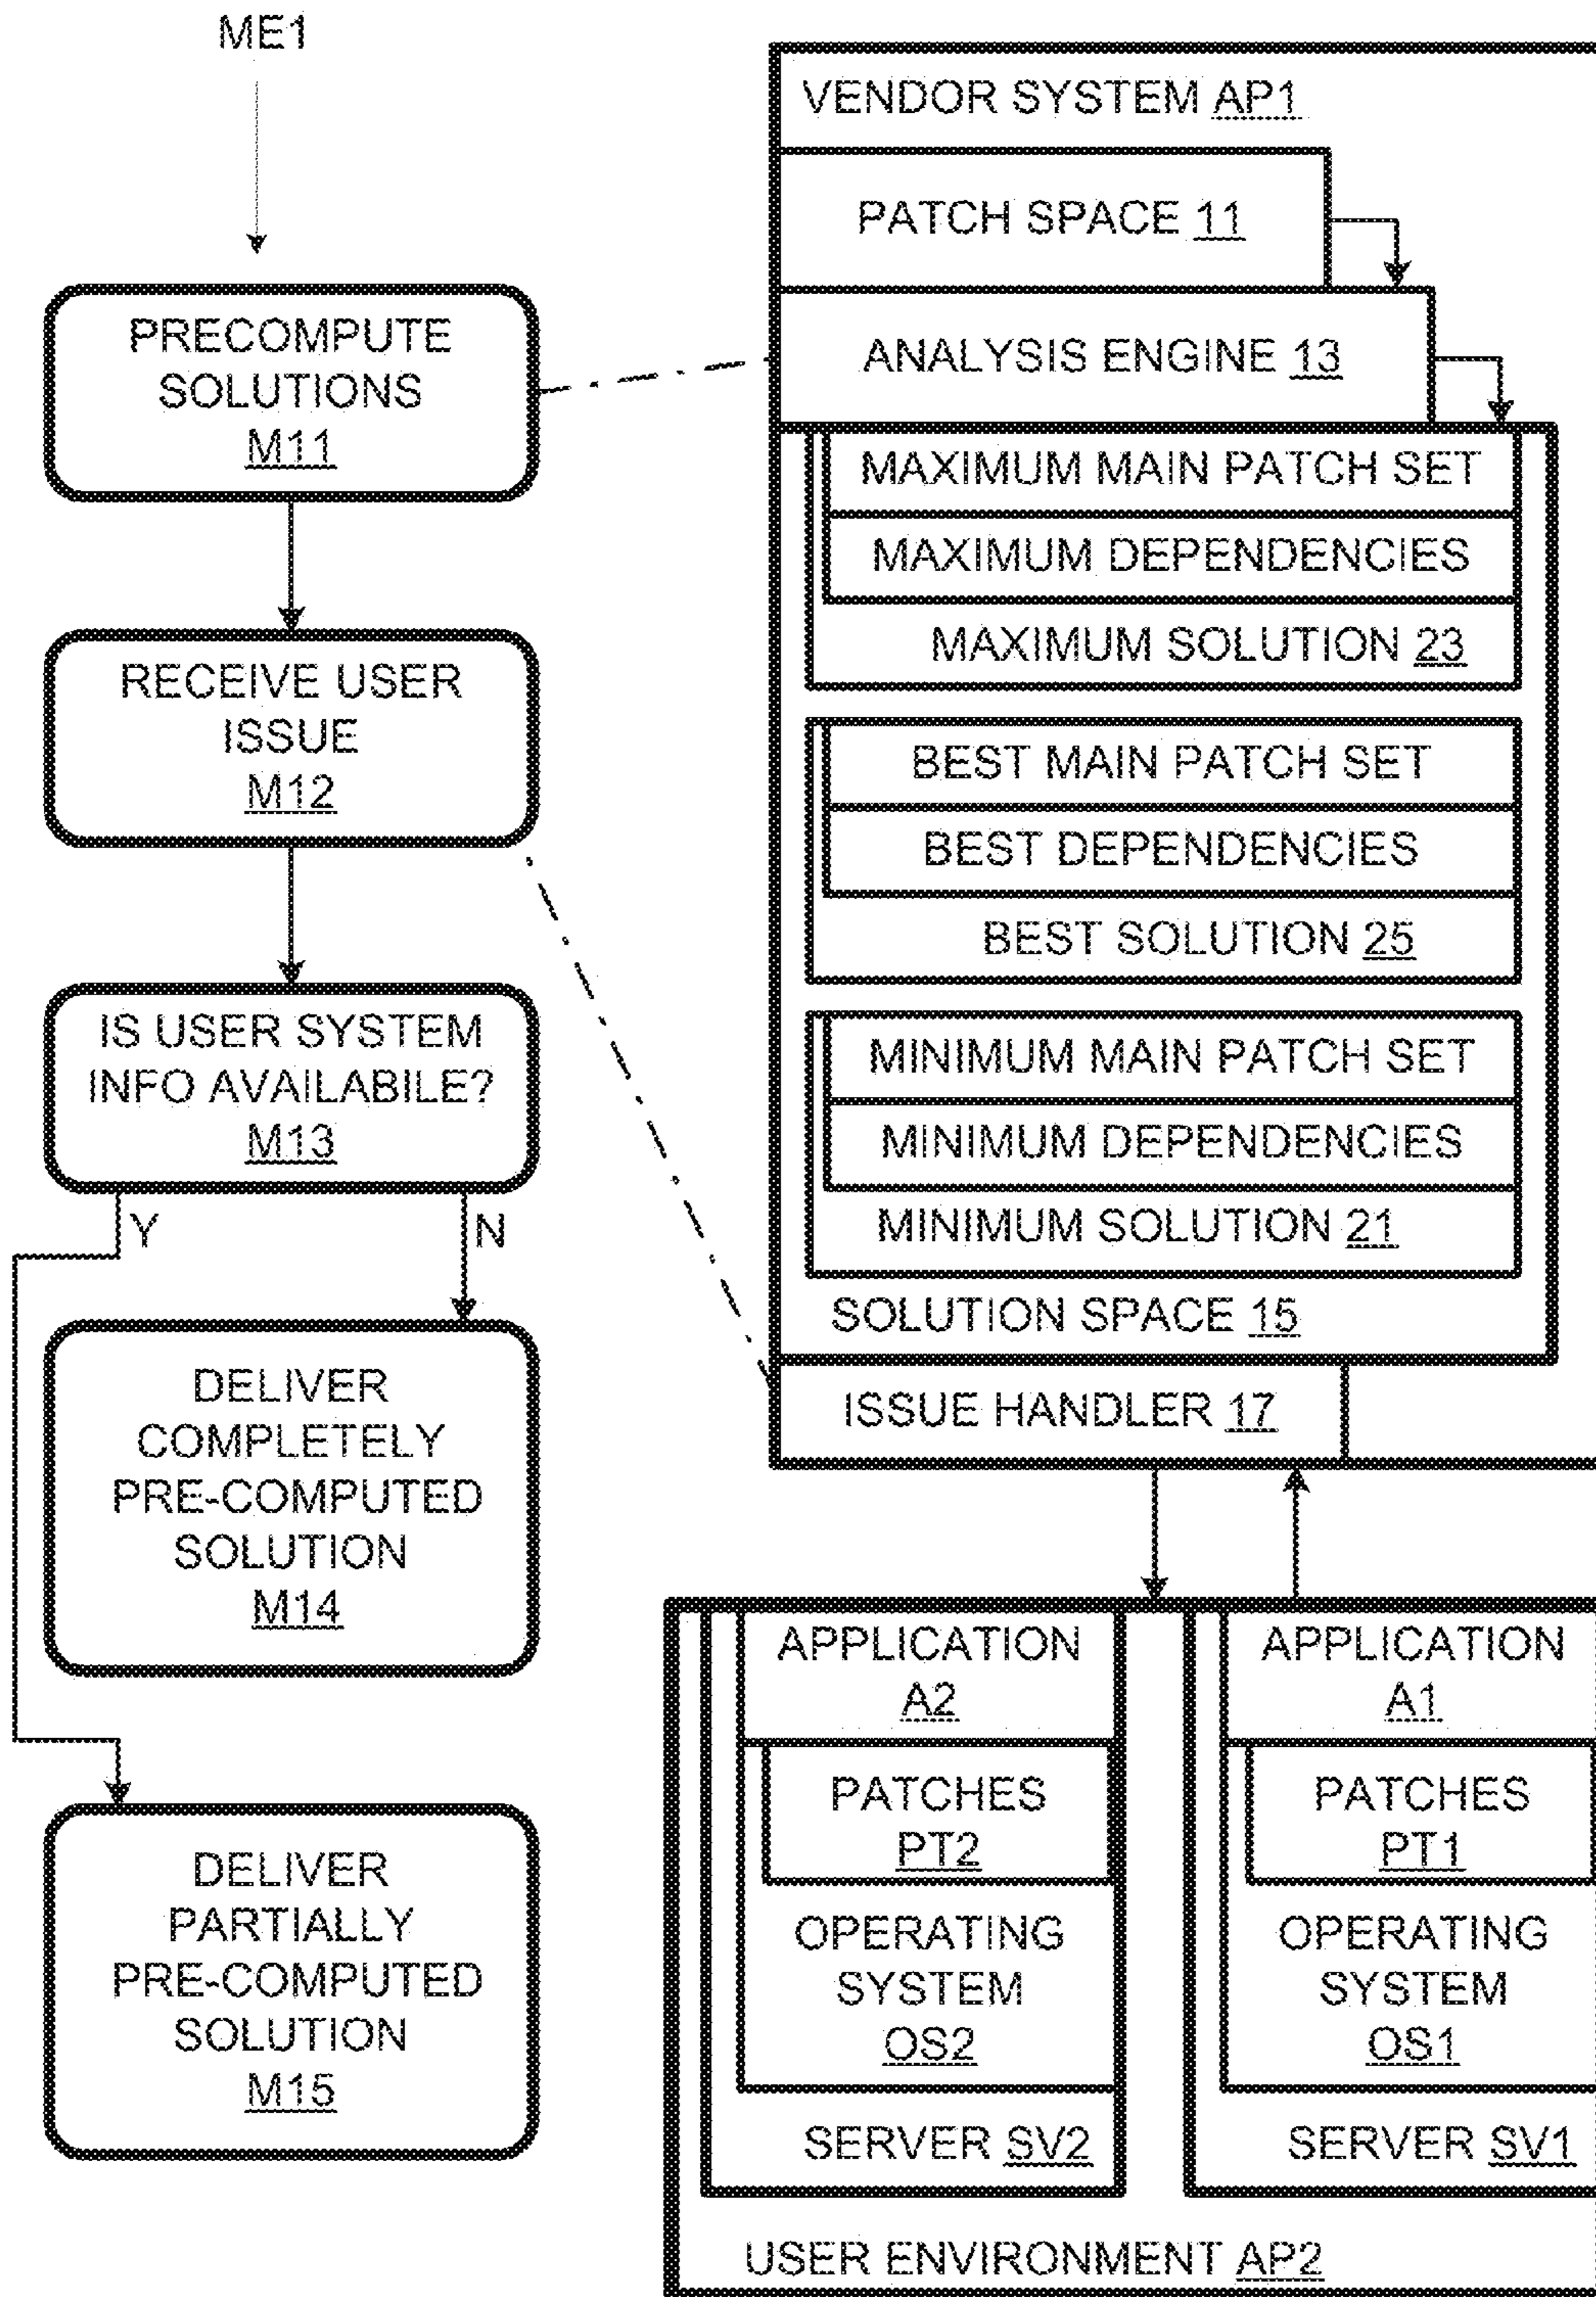 ME1
PRECOMPUTE
SOLUTIONS
M11
RECEIVE USER
ISSUE
M12
IS USER SYSTEM
INFO AVAILABILE?
M13
Y
N
DELIVER
COMPLETELY
PRE-COMPUTED
SOLUTION
M14
DELIVER
PARTIALLY
PRE-COMPUTED
SOLUTION
M15
VENDOR SYSTEM AP1
PATCH SPACE 11
ANALYSIS ENGINE 13
MAXIMUM MAIN PATCH SET
MAXIMUM DEPENDENCIES
MAXIMUM SOLUTION 23
BEST MAIN PATCH SET
BEST DEPENDENCIES
BEST SOLUTION 25
MINIMUM MAIN PATCH SET
MINIMUM DEPENDENCIES
MINIMUM SOLUTION 21
SOLUTION SPACE 15
ISSUE HANDLER 17
APPLICATION
A2
PATCHES
PT2
OPERATING
SYSTEM
OS2
SERVER SV2
APPLICATION
A1
PATCHES
PT1
OPERATING
SYSTEM
OS1
SERVER SV1
USER ENVIRONMENT AP2